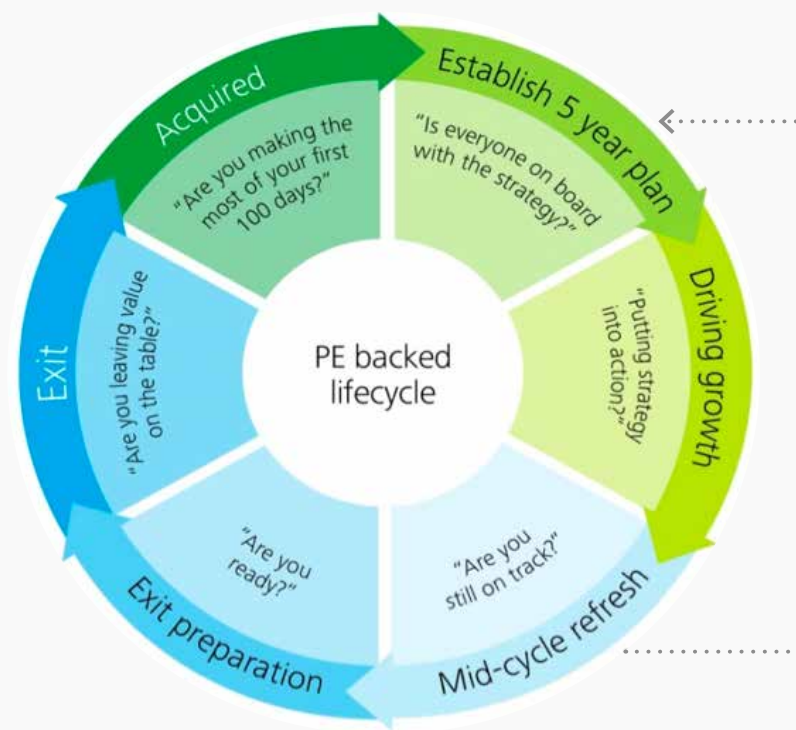 Acquired
"Are you making the
most of your first
100 days?"
Establish 5 year plan
"Is everyone on board
with the strategy?"
Driving growth
"Putting strategy
into action?"
Mid-cycle refresh
"Are you
still on track?"
Exit preparation
"Are you
ready?"
Exit
"Are you leaving value
on the table?"
PE backed
lifecycle